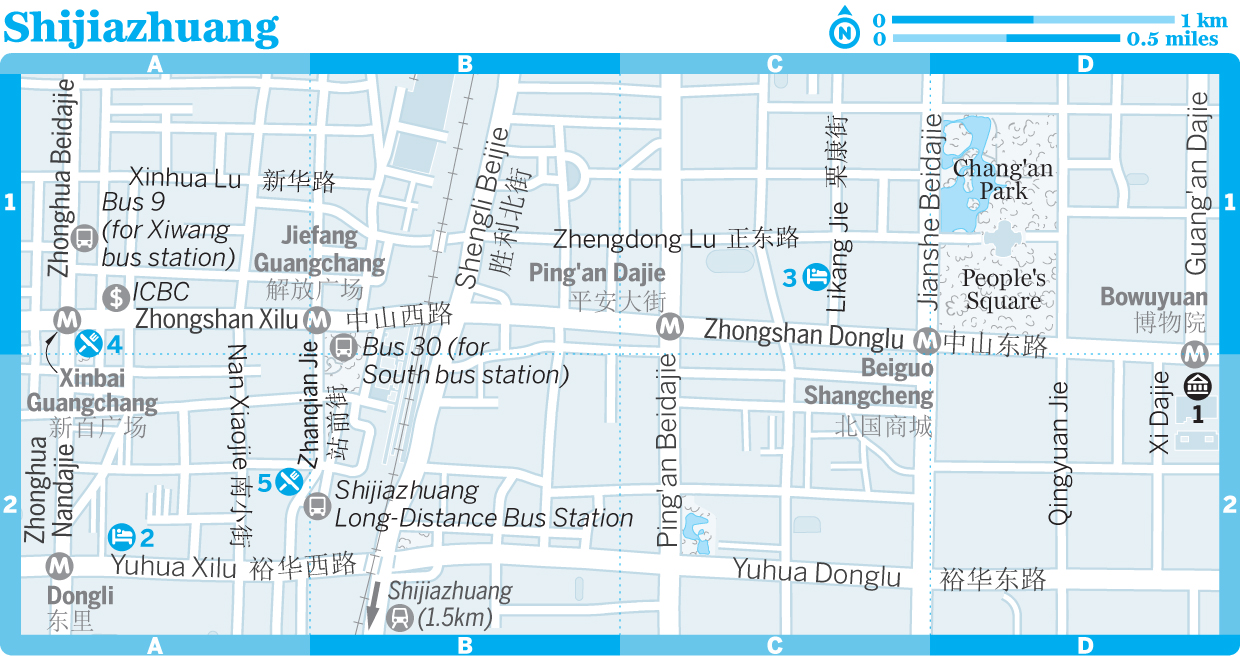 Shijiazhuang
N
0 1 km
0 0.5 miles
A B C D
1
1
2
2
Zhonghua Beidajie
Xinhua Lu 新华路
Bus 9
(for Xiwang
bus station)
$ ICBC
Jiefang
Guangchang
解放广场
M
Zhongshan Xilu
M
中山西路
4
Xinbai
Guangchang
新百广场
Bus 30 (for
South bus station)
Nan Xiaojie 南小街
Zhanqian Jie
站前街
Shengli Beijie
胜利北街
Zhengdong Lu 正东路
Ping'an Dajie
平安大街
M
3
Likang Jie 栗康街
Jianshe Beidajie
Chang'an
Park
People's
Square
Guang'an Dajie
Bowuyuan
博物院
M
Zhongshan Donglu
M
中山东路
Beiguo
Shangcheng
北国商城
1
Xi Dajie
Qingyuan Jie
Ping'an Beidajie
Zhonghua
Nandajie
5
Shijiazhuang
Long-Distance Bus Station
2
M
Yuhua Xilu 裕华西路
Dongli
东里
Shijiazhuang
(1.5km)
Yuhua Donglu 裕华东路
A B C D